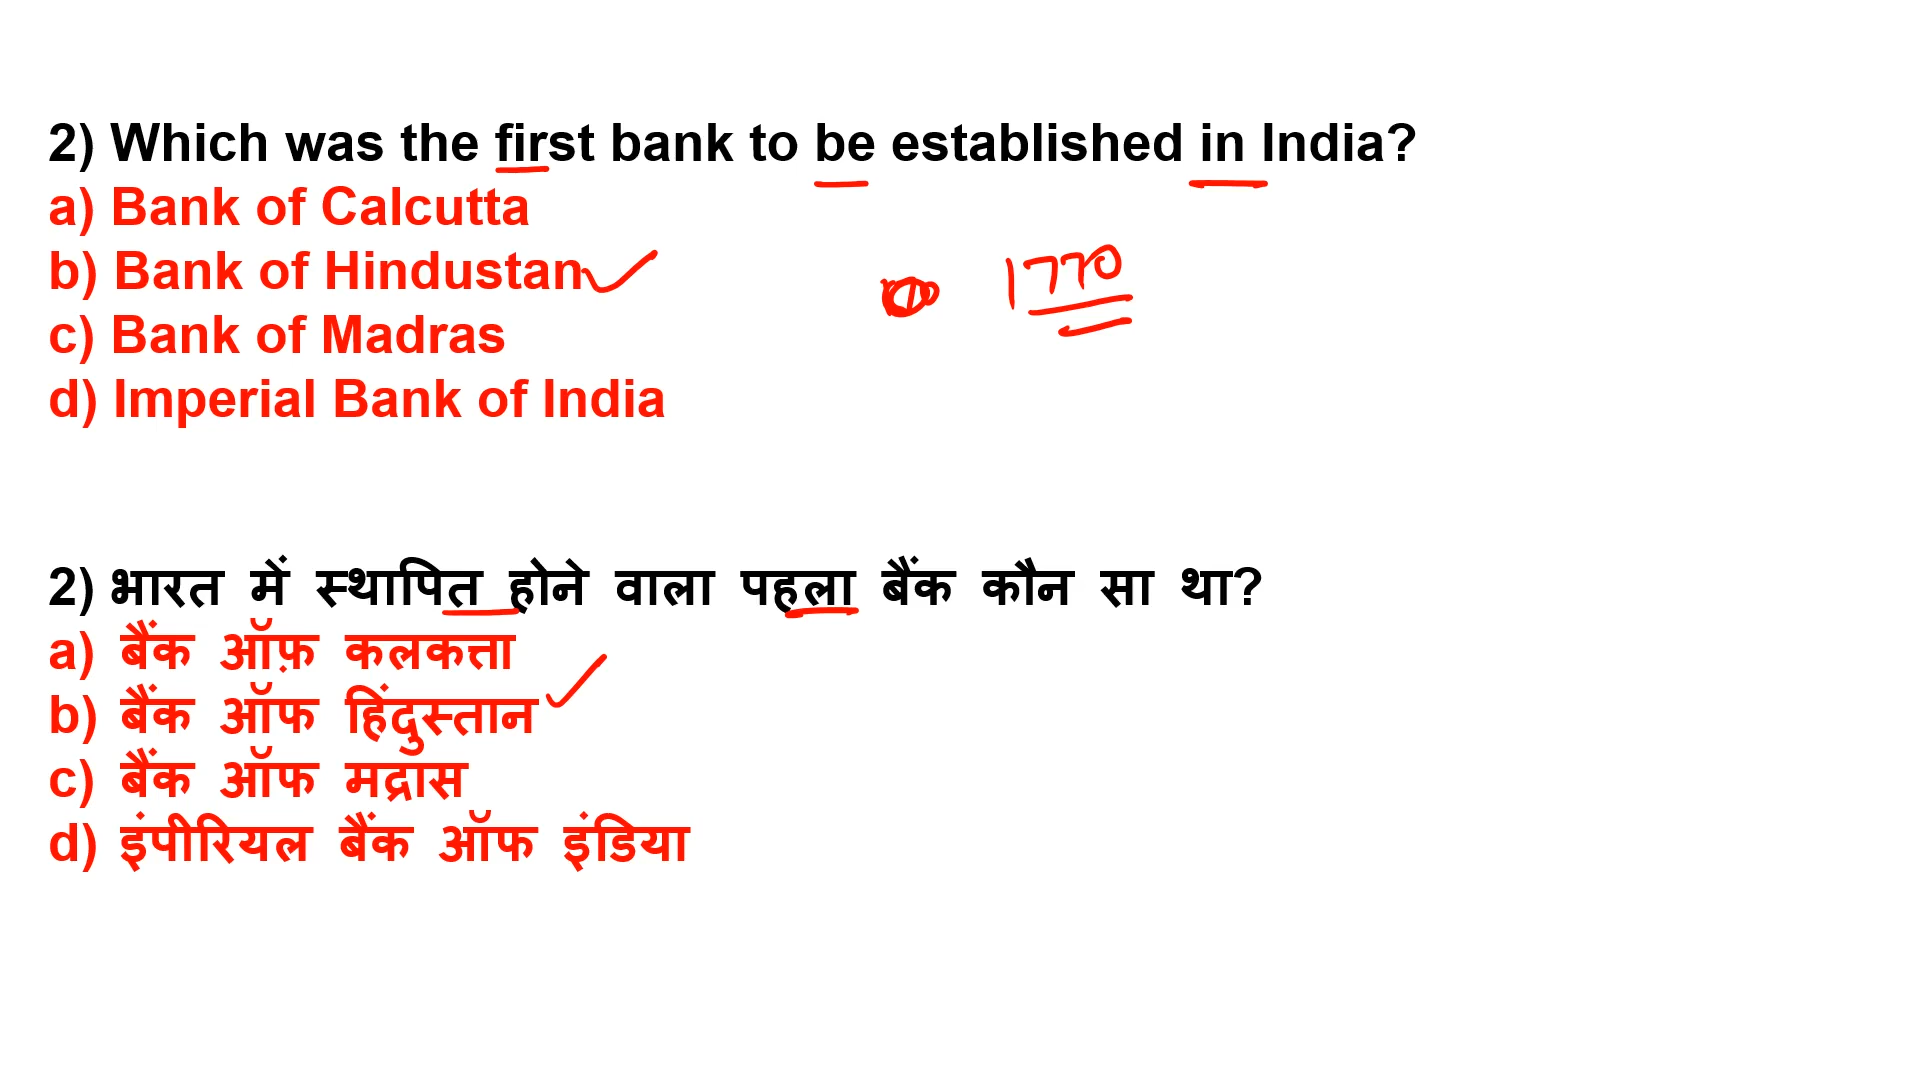 2) Which was the first bank to be established in India?
a) Bank of Calcutta
b) Bank of Hindustan
1770
c) Bank of Madras
d) Imperial Bank of India
2) भारत में स्थापित होने वाला पहला बैंक कौन सा था?
a) बैंक ऑफ़ कलकत्ता
b) बैंक ऑफ हिंदुस्तान
c) बैंक ऑफ मद्रास
d) इंपीरियल बैंक ऑफ इंडिया